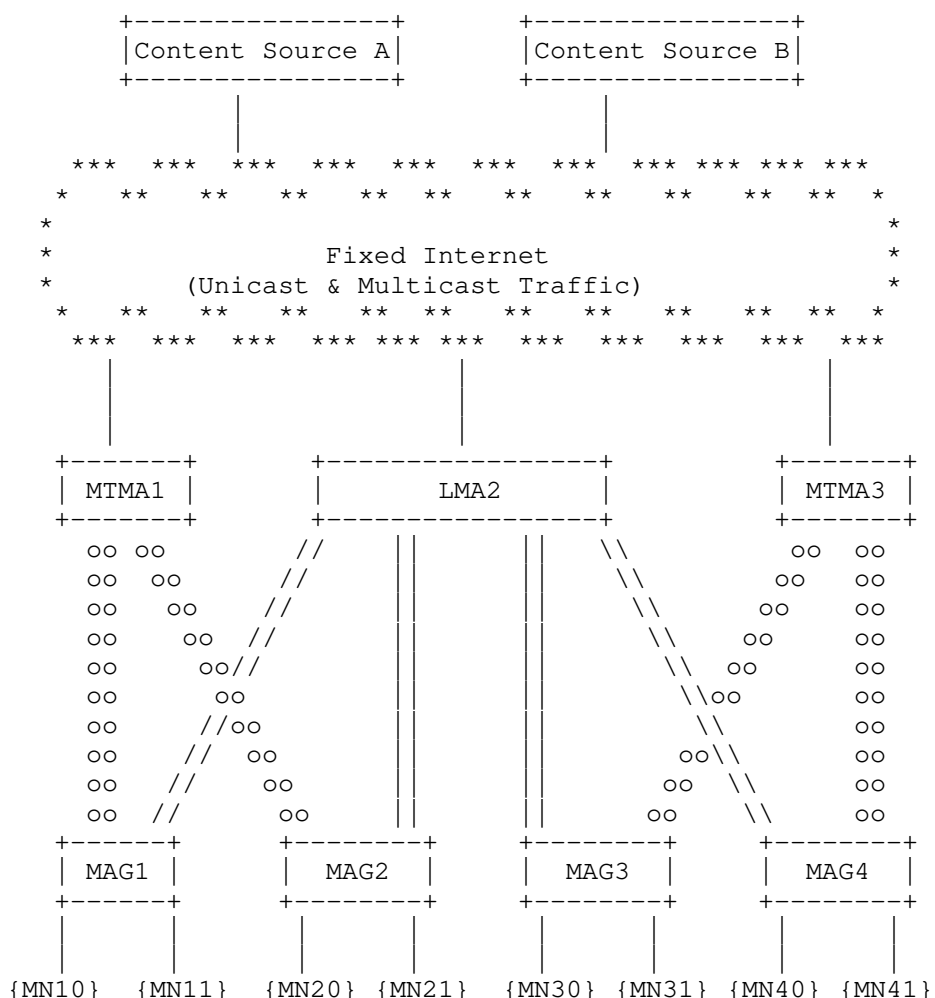 Content Source A Content Source B
Fixed Internet
(Unicast & Multicast Traffic)
MTMA1 LMA2 MTMA3
MAG1 MAG2 MAG3 MAG4
{MN10} {MN11} {MN20} {MN21} {MN30} {MN31} {MN40} {MN41}